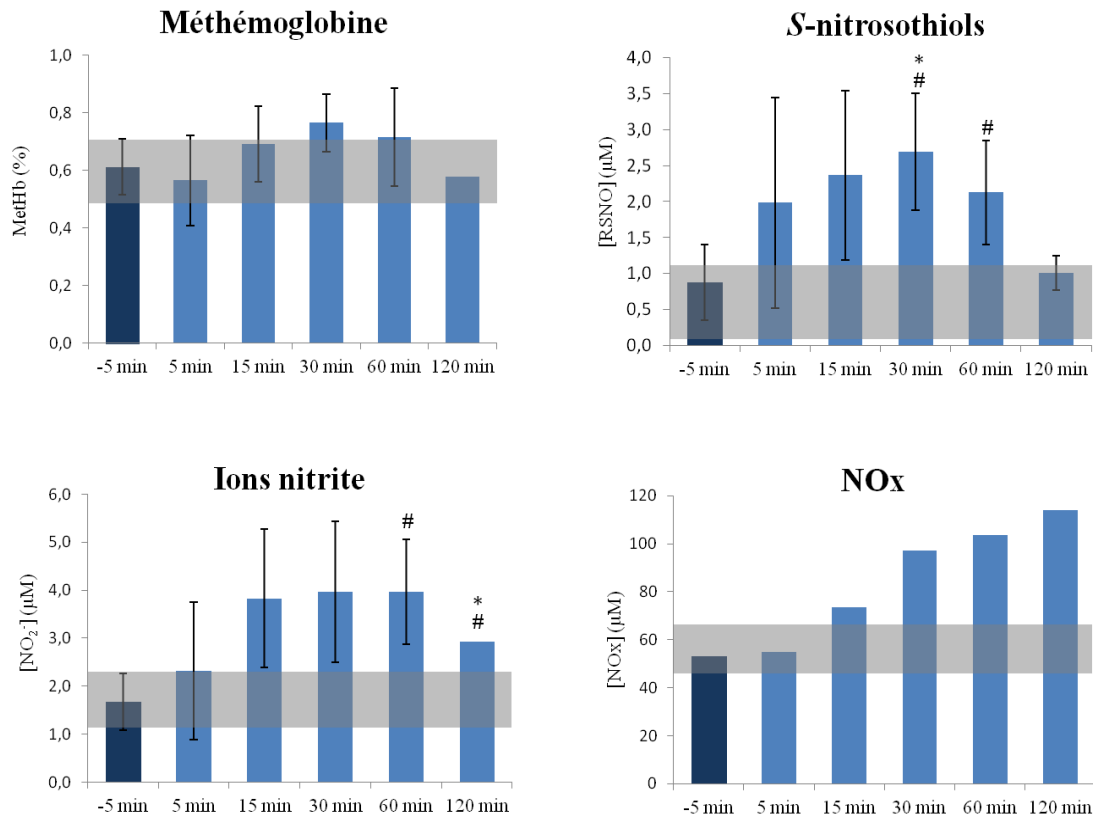 Méthémoglobine
MetHb (%)
1,0
0,8
0,6
0,4
0,2
0,0
-5 min 5 min 15 min 30 min 60 min 120 min
S-nitrosothiols
[RSNO] (µM)
4,0
3,5
3,0
2,5
2,0
1,5
1,0
0,5
0,0
*
#
#
-5 min 5 min 15 min 30 min 60 min 120 min
Ions nitrite
[NO₂⁻] (µM)
6,0
5,0
4,0
3,0
2,0
1,0
0,0
#
*
#
-5 min 5 min 15 min 30 min 60 min 120 min
NOx
[NOx] (µM)
120
100
80
60
40
20
0
-5 min 5 min 15 min 30 min 60 min 120 min